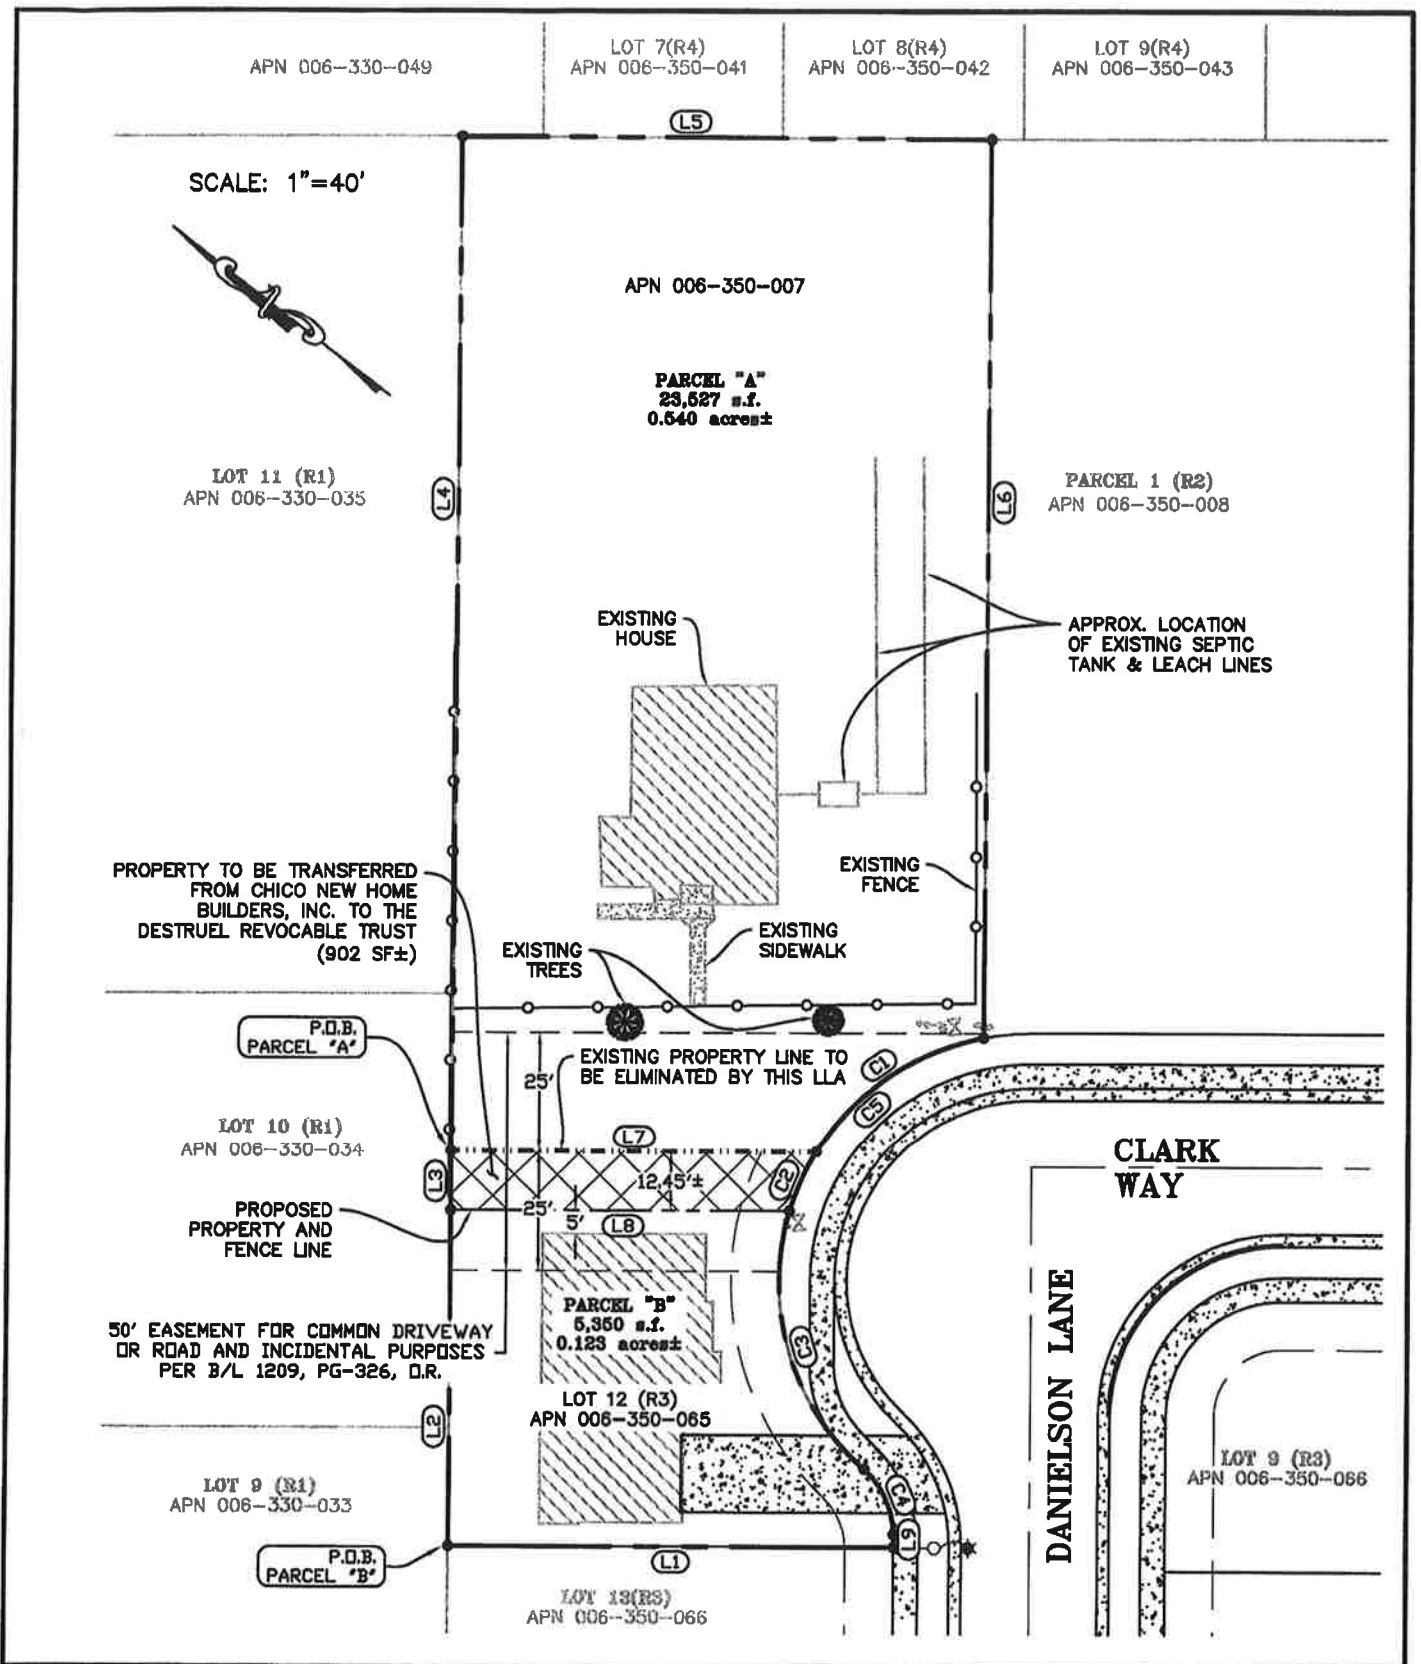 LOT 7(R4)
LOT 8(R4)
LOT 9(R4)
APN 006-330-049
APN 006-350-041
APN 006-350-042
APN 006-350-043
L5
SCALE: 1"=40'
APN 006-350-007
PARCEL "A"
23,527 s.f.
0.540 acres±
LOT 11 (R1)
APN 006-330-035
L4
L6
PARCEL 1 (R2)
APN 006-350-008
EXISTING
HOUSE
APPROX. LOCATION
OF EXISTING SEPTIC
TANK & LEACH LINES
PROPERTY TO BE TRANSFERRED
FROM CHICO NEW HOME
BUILDERS, INC. TO THE
DESTRUEL REVOCABLE TRUST
(902 SF±)
EXISTING
FENCE
EXISTING
TREES
EXISTING
SIDEWALK
P.O.B.
PARCEL "A"
EXISTING PROPERTY LINE TO
BE ELIMINATED BY THIS LLA
25'
C1
C5
LOT 10 (R1)
APN 006-330-034
L7
CLARK
WAY
L3
12.45'±
C2
PROPOSED
PROPERTY AND
FENCE LINE
25'
5'
L8
PARCEL "B"
5,350 s.f.
0.123 acres±
50' EASEMENT FOR COMMON DRIVEWAY
OR ROAD AND INCIDENTAL PURPOSES
PER B/L 1209, PG-326, O.R.
C3
DANIELSON LANE
LOT 12 (R3)
APN 006-350-065
L2
LOT 9 (R1)
APN 006-330-033
C4
LOT 9 (R3)
APN 006-350-066
P.O.B.
PARCEL "B"
L1
L9
LOT 13(R3)
APN 006-350-066